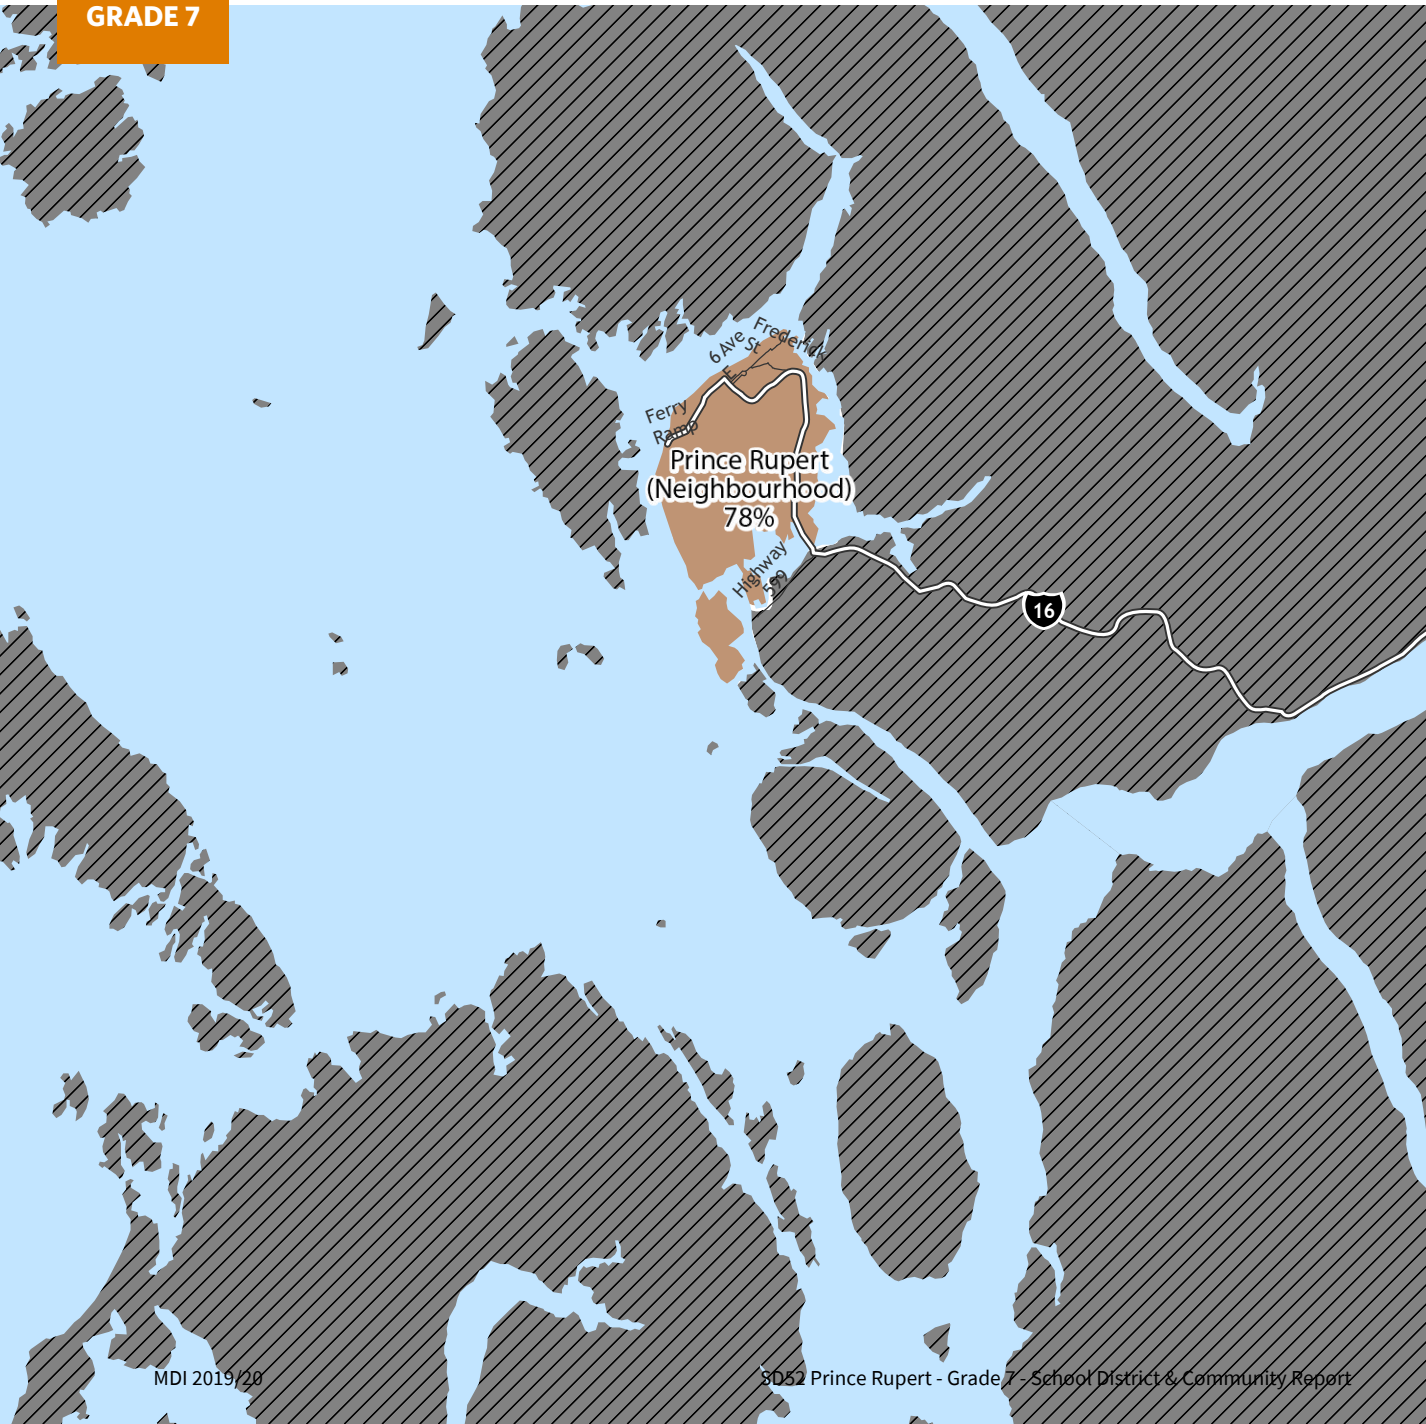 GRADE 7
Frederick
St
6 Ave
E
Ferry
Ramp
Prince Rupert
(Neighbourhood)
78%
Highway
599
16
MDI 2019/20
SD52 Prince Rupert - Grade 7 - School District & Community Report